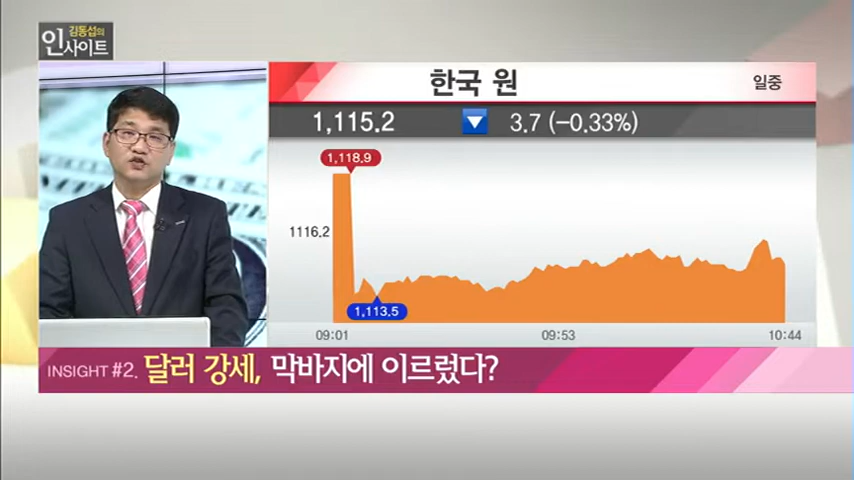 김동섭의
인사이트
한국 원
일중
1,115.2 ▼ 3.7 (-0.33%)
1,118.9
1116.2
1,113.5
09:01 09:53 10:44
INSIGHT #2. 달러 강세, 막바지에 이르렀다?